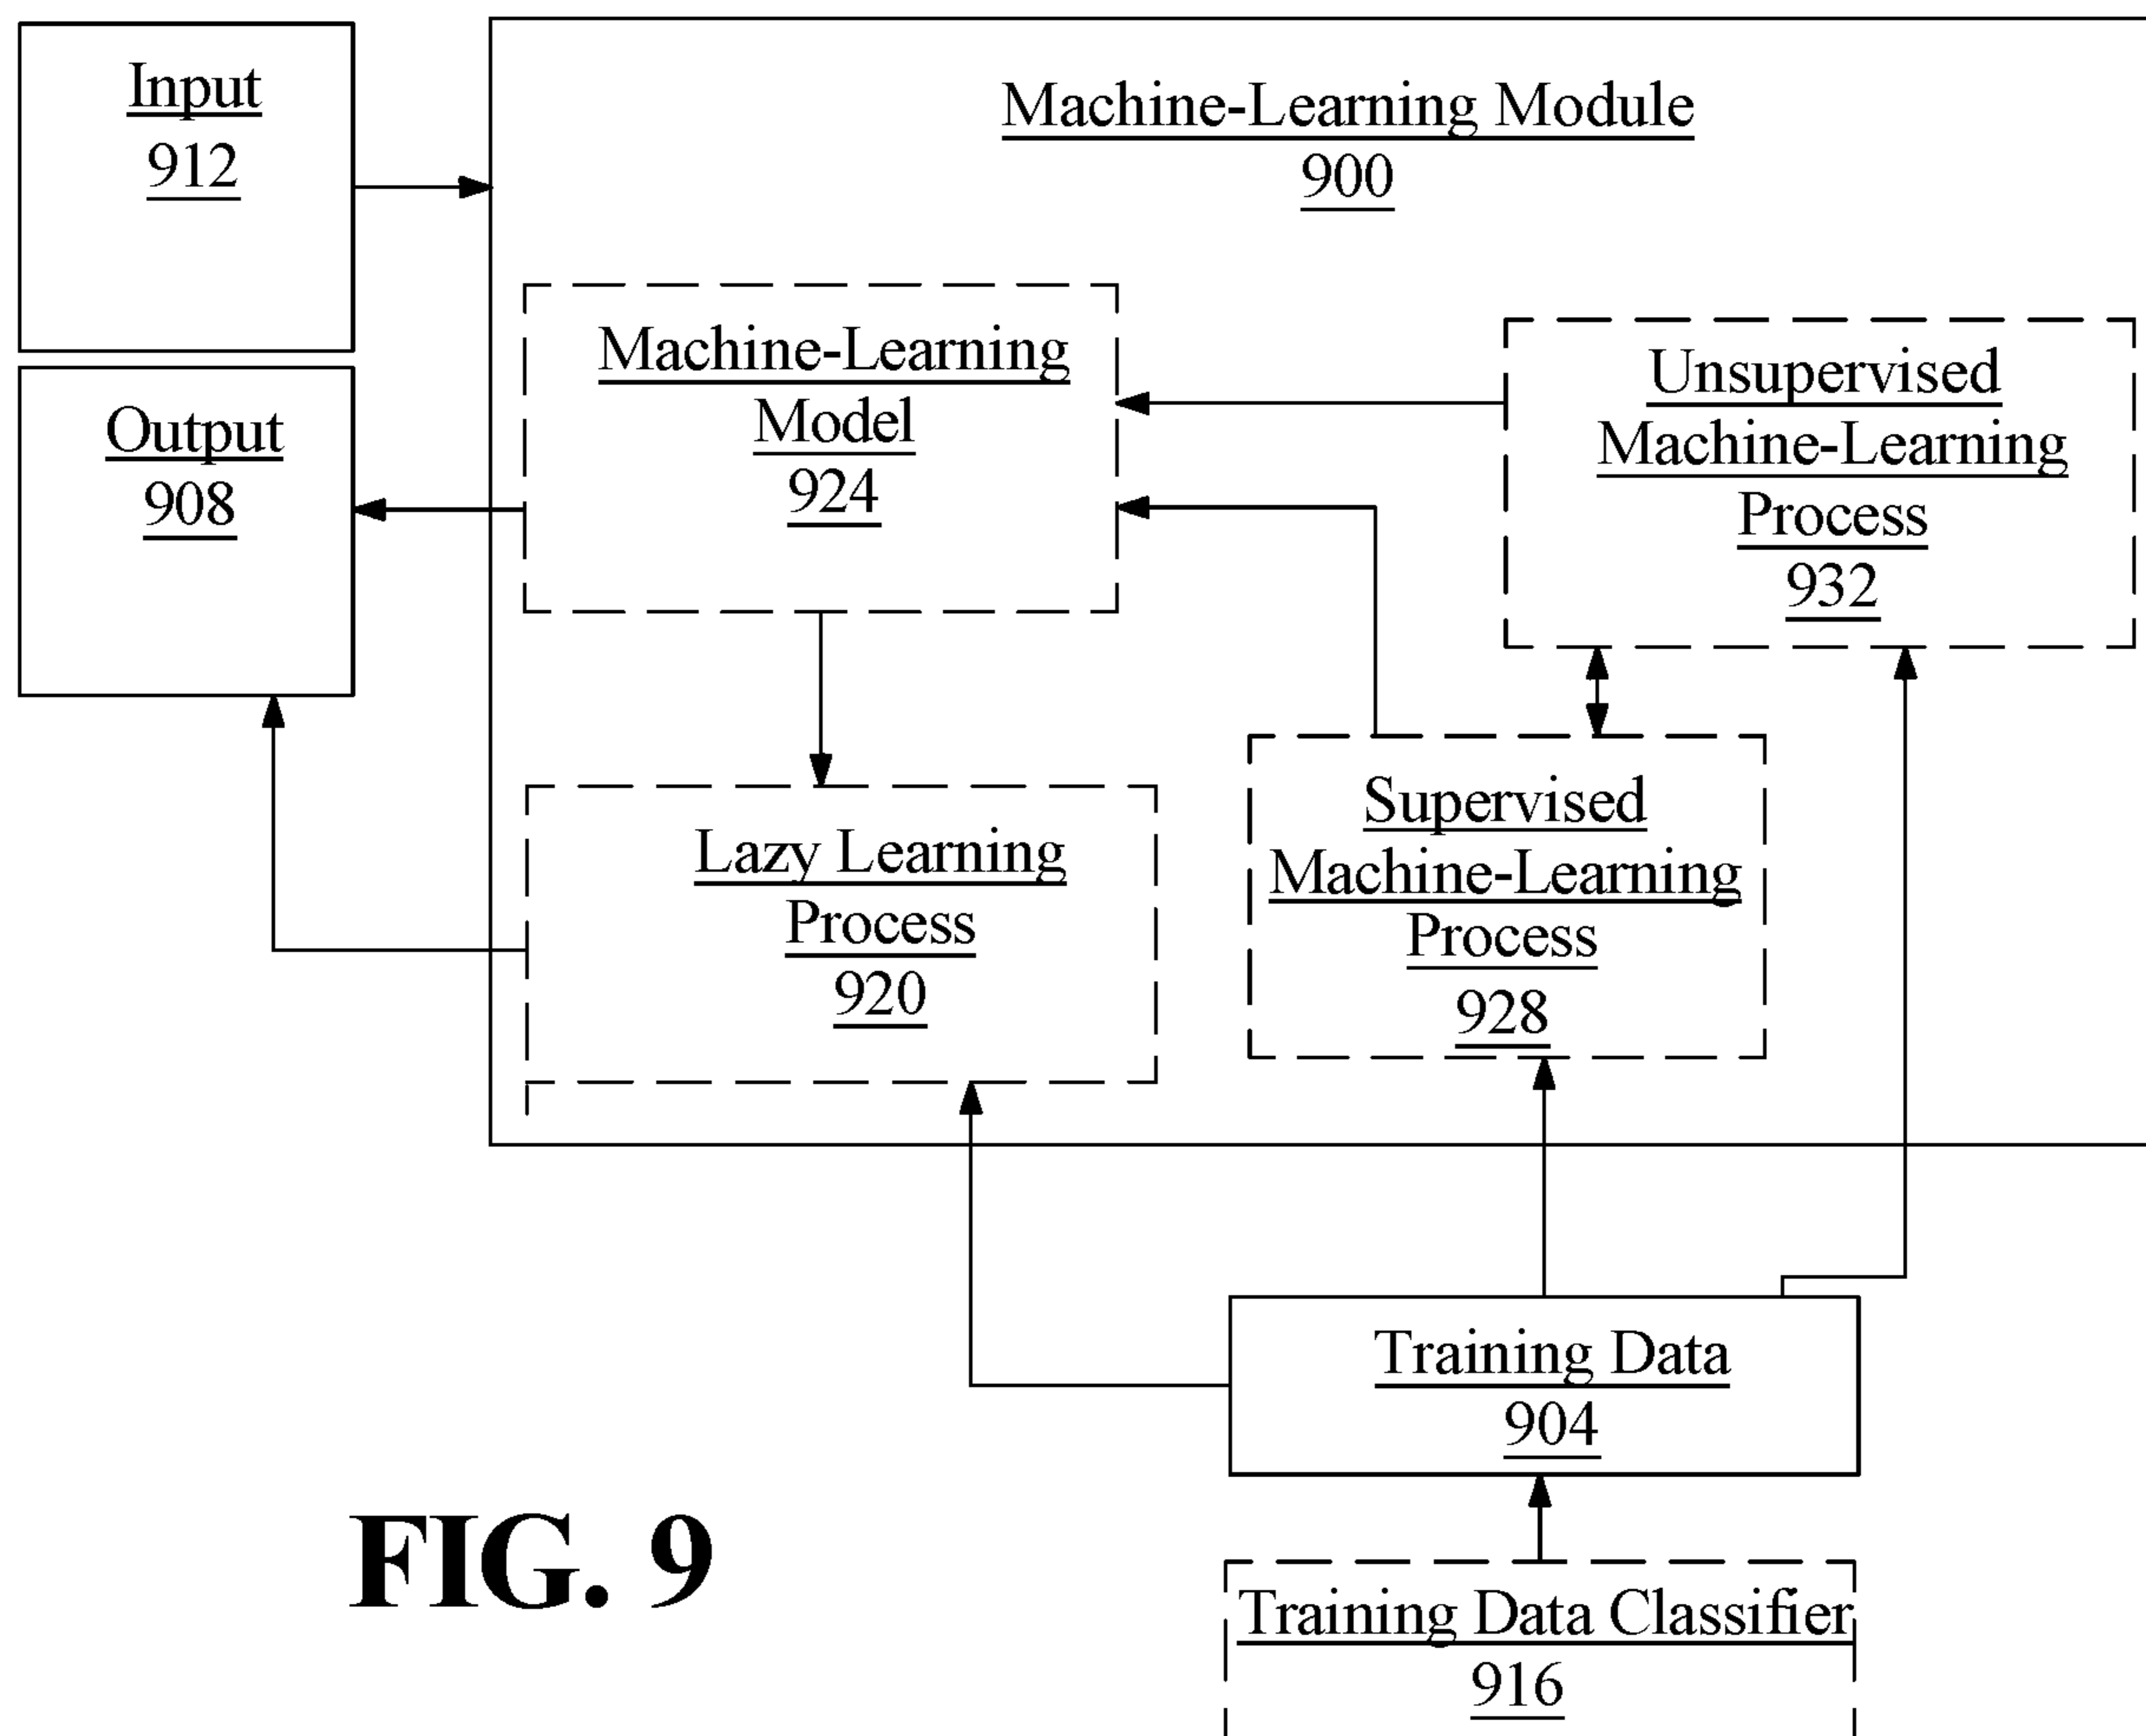 Input
912
Machine-Learning Module
900
Machine-Learning
Model
924
Unsupervised
Machine-Learning
Process
932
Output
908
Lazy Learning
Process
920
Supervised
Machine-Learning
Process
928
Training Data
904
Training Data Classifier
916
FIG. 9